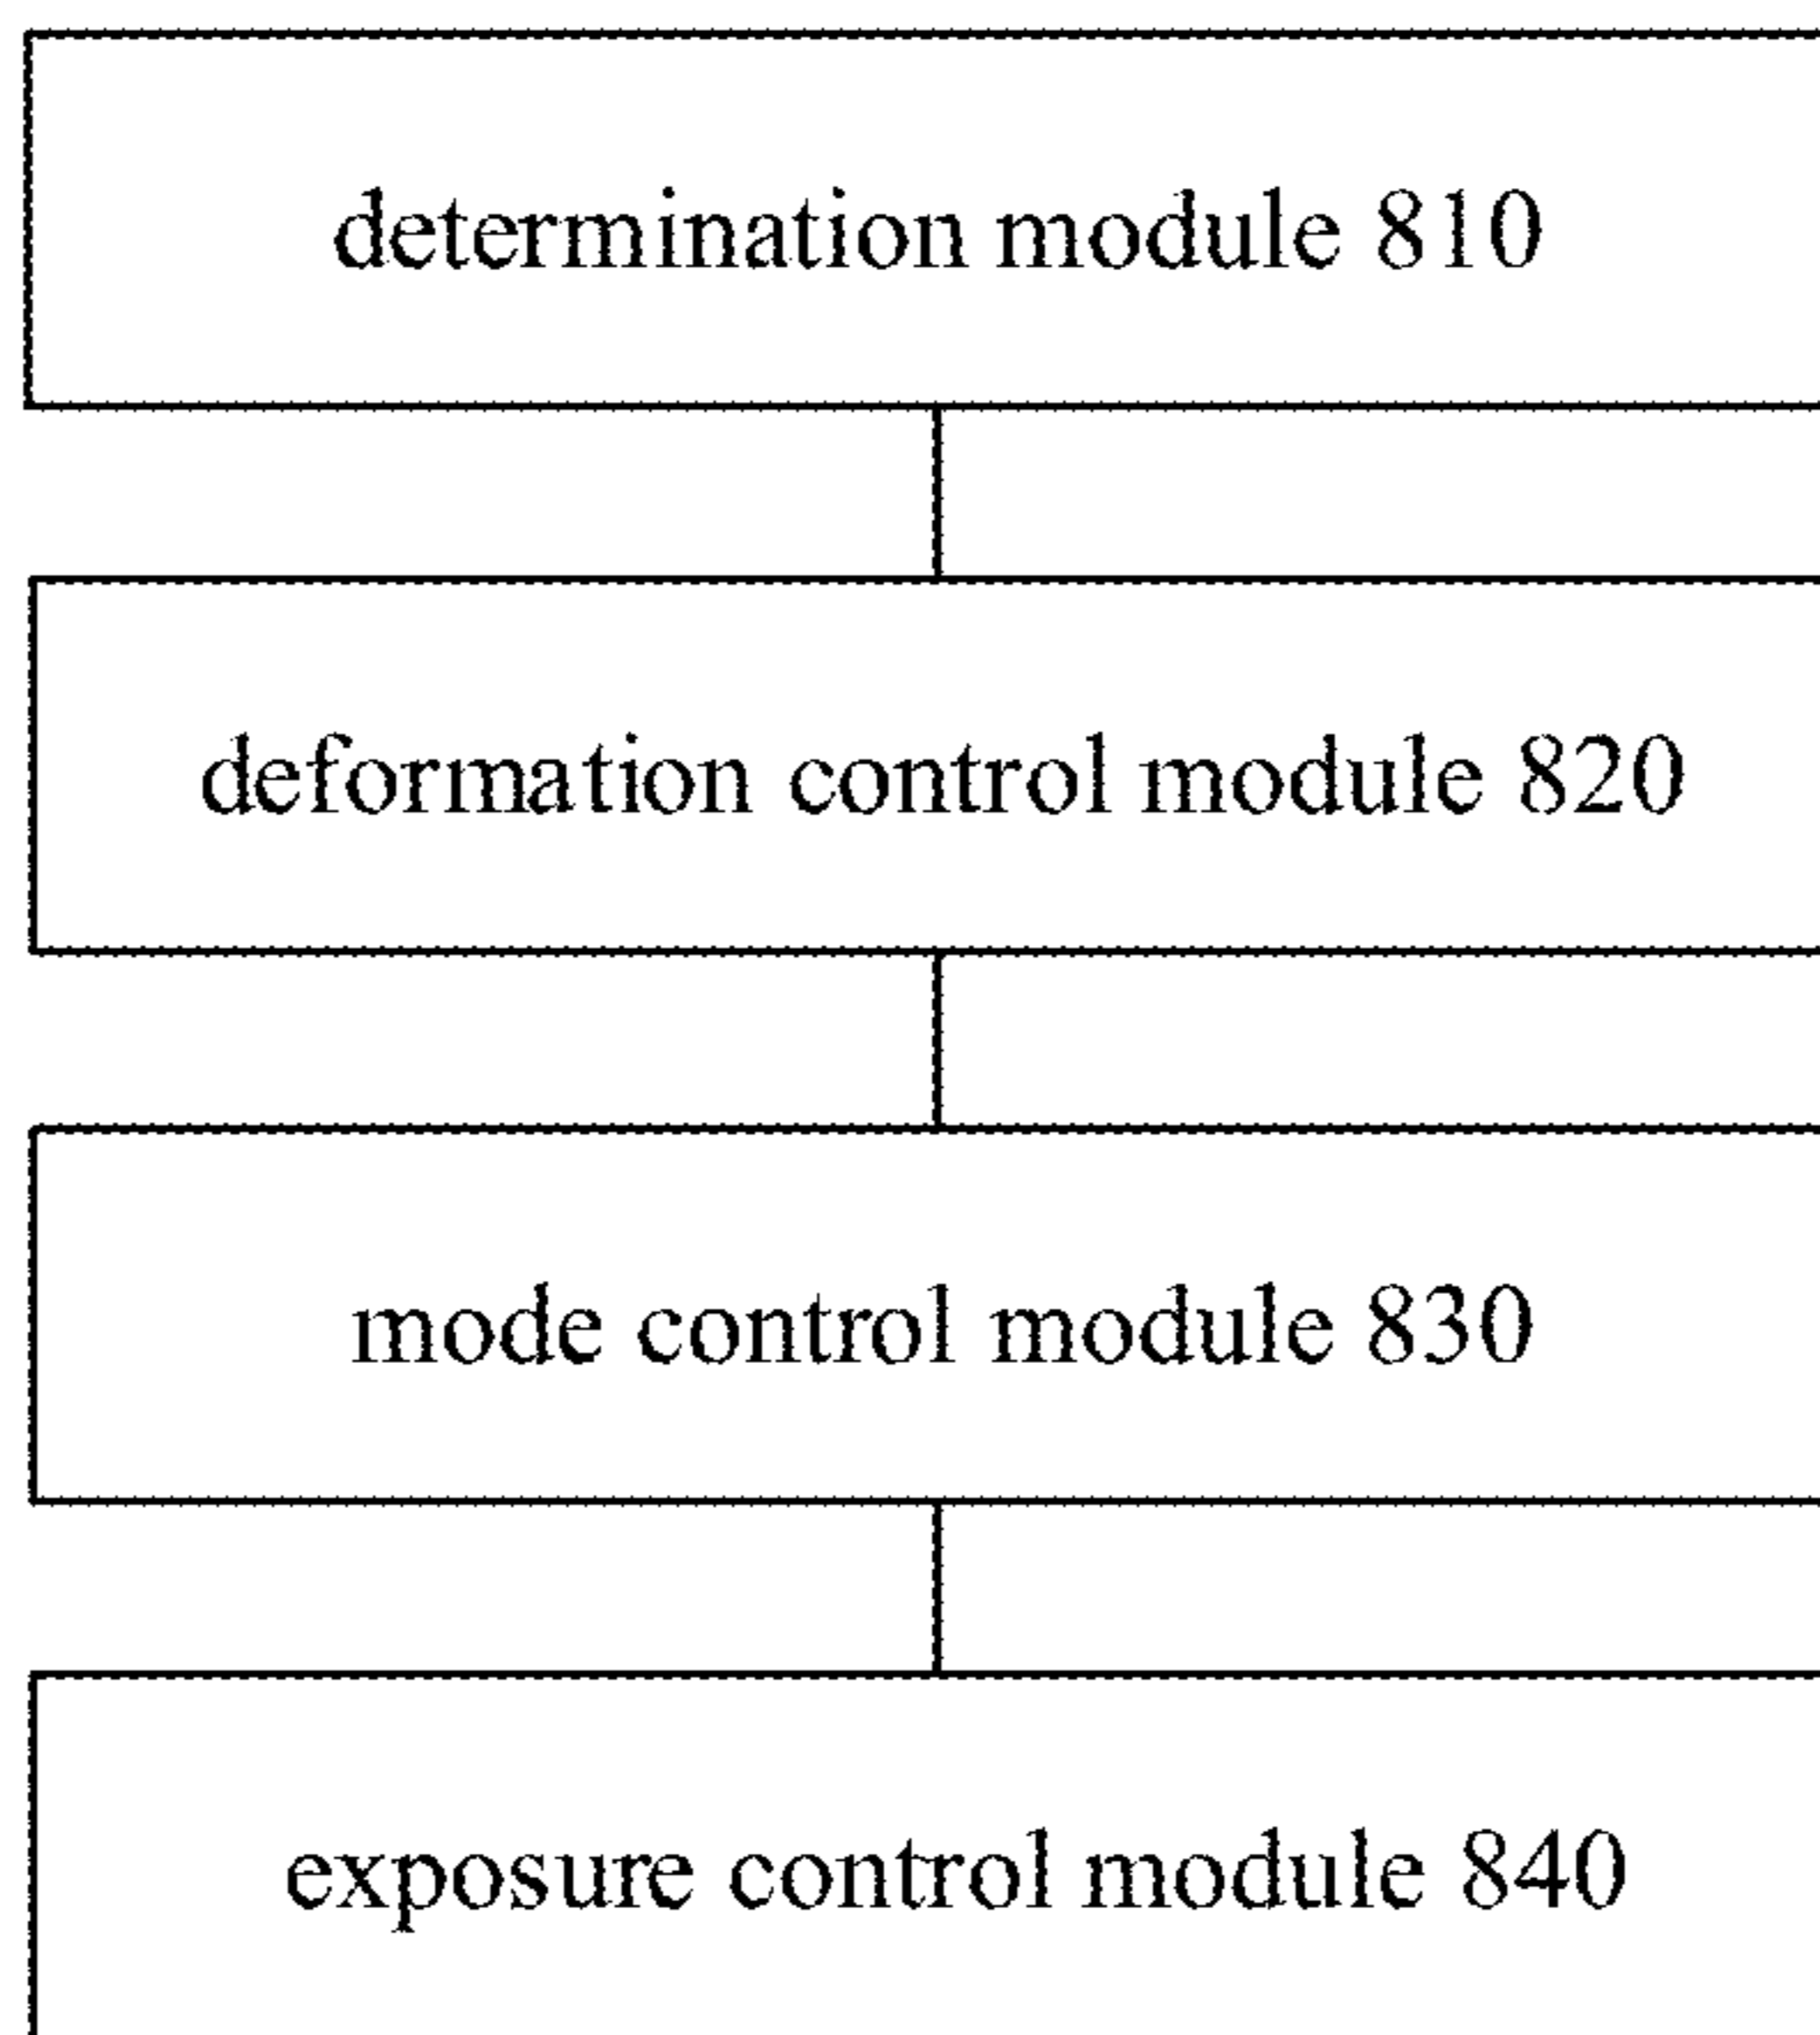 determination module 810
deformation control module 820
mode control module 830
exposure control module 840